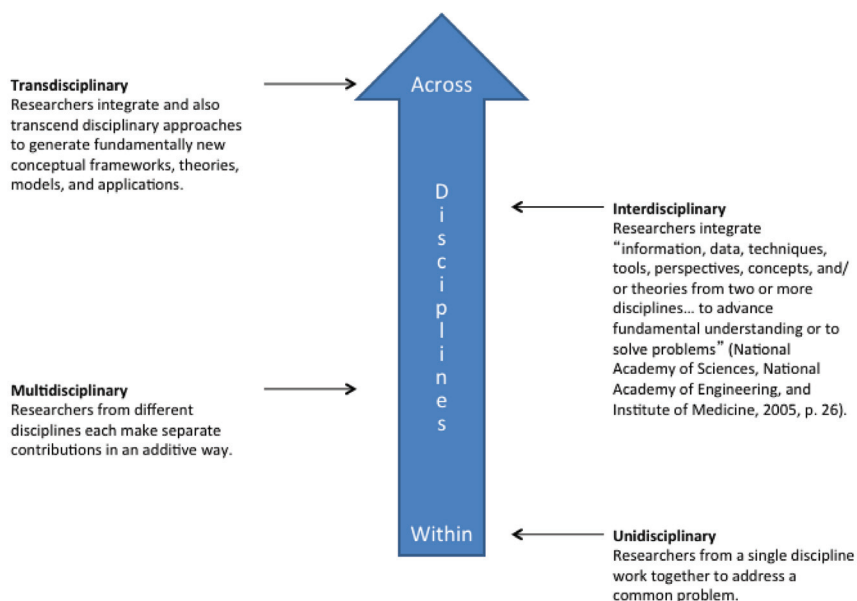 Transdisciplinary
Researchers integrate and also
transcend disciplinary approaches
to generate fundamentally new
conceptual frameworks, theories,
models, and applications.
Multidisciplinary
Researchers from different
disciplines each make separate
contributions in an additive way.
Across
Disciplines
Within
Interdisciplinary
Researchers integrate
“information, data, techniques,
tools, perspectives, concepts, and/
or theories from two or more
disciplines… to advance
fundamental understanding or to
solve problems” (National
Academy of Sciences, National
Academy of Engineering, and
Institute of Medicine, 2005, p. 26).
Unidisciplinary
Researchers from a single discipline
work together to address a
common problem.